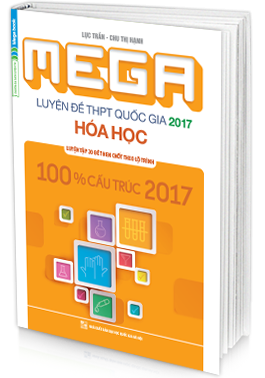 LỤC TRẦN - CHU THỊ HẠNH
MEGA
LUYỆN ĐỀ THPT QUỐC GIA 2017
HÓA HỌC
100% CẤU TRÚC 2017